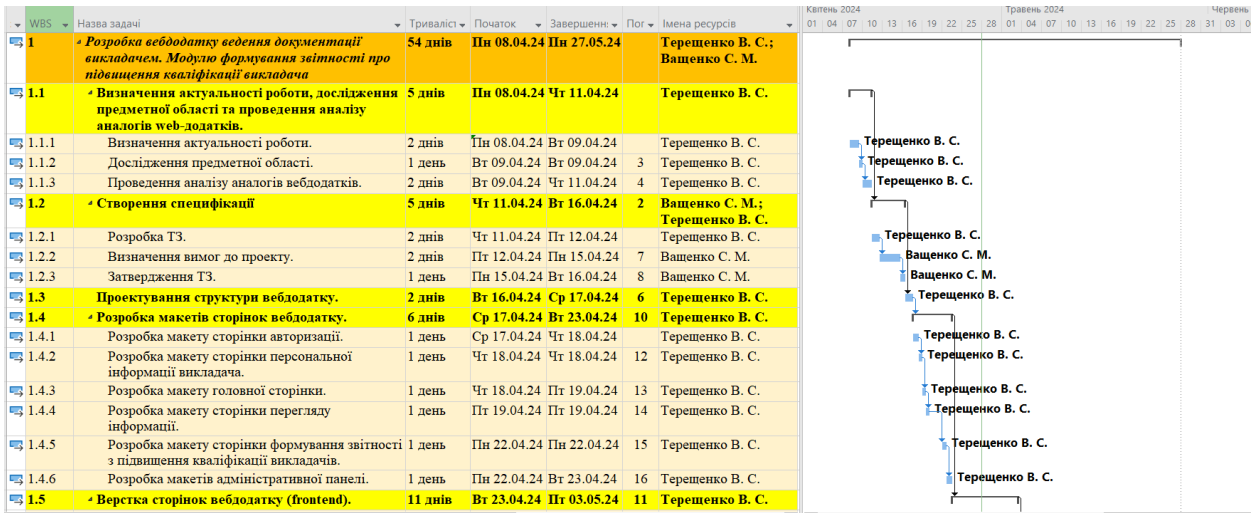 Квітень 2024 Травень 2024 Червень
WBS Назва задачі Триваліст Початок Завершенн Пог Імена ресурсів 01 04 07 10 13 16 19 22 25 28 01 04 07 10 13 16 19 22 25 28 31 03
1 Розробка вебдодатку ведення документації 54 днів Пн 08.04.24 Пн 27.05.24 Терещенко В. С.;
викладачем. Модулю формування звітності про Ващенко С. М.
підвищення кваліфікації викладача
1.1 Визначення актуальності роботи, дослідження 5 днів Пн 08.04.24 Чт 11.04.24 Терещенко В. С.
предметної області та проведення аналізу
аналогів web-додатків.
1.1.1 Визначення актуальності роботи. 2 днів Пн 08.04.24 Вт 09.04.24 Терещенко В. С. Терещенко В. С.
1.1.2 Дослідження предметної області. 1 день Вт 09.04.24 Вт 09.04.24 3 Терещенко В. С. Терещенко В. С.
1.1.3 Проведення аналізу аналогів вебдодатків. 2 днів Вт 09.04.24 Чт 11.04.24 4 Терещенко В. С. Терещенко В. С.
1.2 Створення специфікації 5 днів Чт 11.04.24 Вт 16.04.24 2 Ващенко С. М.;
Терещенко В. С.
1.2.1 Розробка ТЗ. 2 днів Чт 11.04.24 Пт 12.04.24 Терещенко В. С. Терещенко В. С.
1.2.2 Визначення вимог до проекту. 2 днів Пт 12.04.24 Пн 15.04.24 7 Ващенко С. М. Ващенко С. М.
1.2.3 Затвердження ТЗ. 1 день Пн 15.04.24 Вт 16.04.24 8 Ващенко С. М. Ващенко С. М.
1.3 Проектування структури вебдодатку. 2 днів Вт 16.04.24 Ср 17.04.24 6 Терещенко В. С. Терещенко В. С.
1.4 Розробка макетів сторінок вебдодатку. 6 днів Ср 17.04.24 Вт 23.04.24 10 Терещенко В. С.
1.4.1 Розробка макету сторінки авторизації. 1 день Ср 17.04.24 Чт 18.04.24 Терещенко В. С. Терещенко В. С.
1.4.2 Розробка макету сторінки персональної 1 день Чт 18.04.24 Чт 18.04.24 12 Терещенко В. С. Терещенко В. С.
інформації викладача.
1.4.3 Розробка макету головної сторінки. 1 день Чт 18.04.24 Пт 19.04.24 13 Терещенко В. С. Терещенко В. С.
1.4.4 Розробка макету сторінки перегляду 1 день Пт 19.04.24 Пт 19.04.24 14 Терещенко В. С. Терещенко В. С.
інформації.
1.4.5 Розробка макету сторінки формування звітності 1 день Пн 22.04.24 Пн 22.04.24 15 Терещенко В. С. Терещенко В. С.
з підвищення кваліфікації викладачів.
1.4.6 Розробка макетів адміністративної панелі. 1 день Пн 22.04.24 Вт 23.04.24 16 Терещенко В. С. Терещенко В. С.
1.5 Верстка сторінок вебдодатку (frontend). 11 днів Вт 23.04.24 Пт 03.05.24 11 Терещенко В. С.